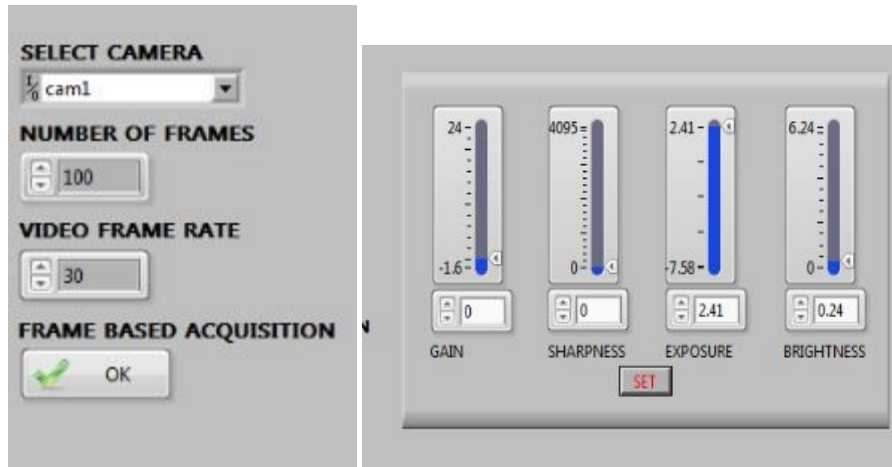 SELECT CAMERA
I/O cam1
NUMBER OF FRAMES
100
VIDEO FRAME RATE
30
FRAME BASED ACQUISITION
OK
24 4095 2.41 6.24
-1.6 0 -7.58 0
0 0 2.41 0.24
N
GAIN SHARPNESS EXPOSURE BRIGHTNESS
SET